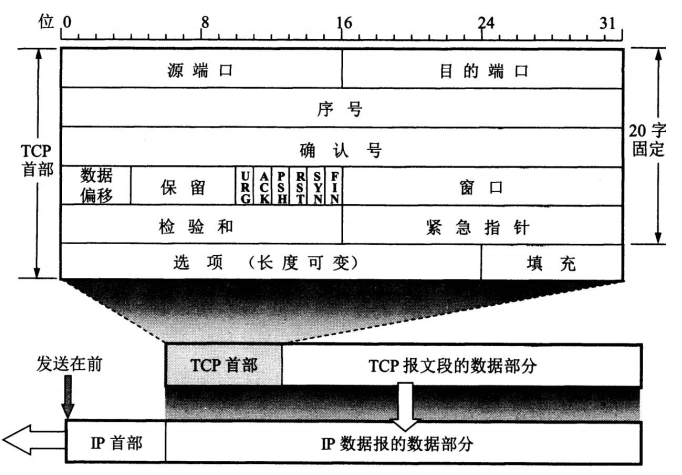 位 0 8 16 24 31
源端口 目的端口
序号
TCP
首部
20字
固定
确认号
数据
偏移
保留
URG
ACK
PSH
RST
SYN
FIN
窗口
检验和 紧急指针
选项 (长度可变) 填充
发送在前
TCP 首部 TCP 报文段的数据部分
IP 首部 IP 数据报的数据部分